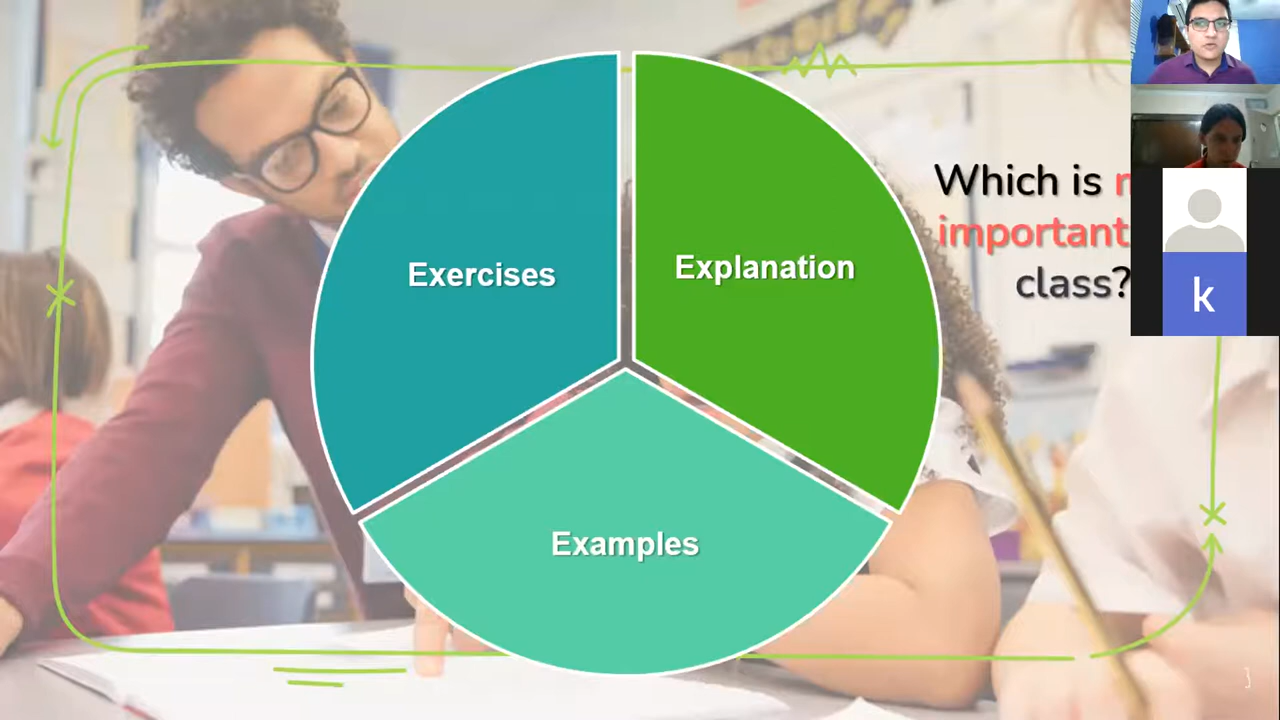 Exercises
Explanation
Examples
Which is
important
class?
k